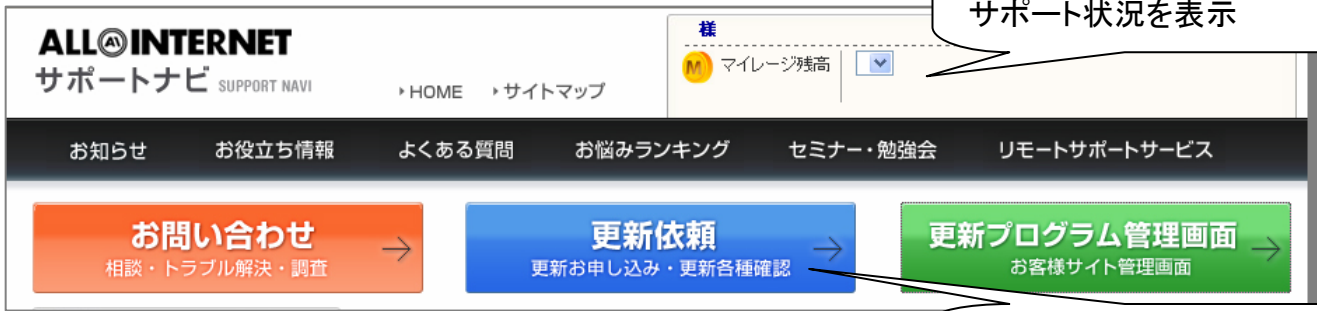 サポート状況を表示
ALL@INTERNET
サポートナビ SUPPORT NAVI
HOME サイトマップ
様
M マイレージ残高
お知らせ お役立ち情報 よくある質問 お悩みランキング セミナー・勉強会 リモートサポートサービス
お問い合わせ
相談・トラブル解決・調査
更新依頼
更新お申し込み・更新各種確認
更新プログラム管理画面
お客様サイト管理画面